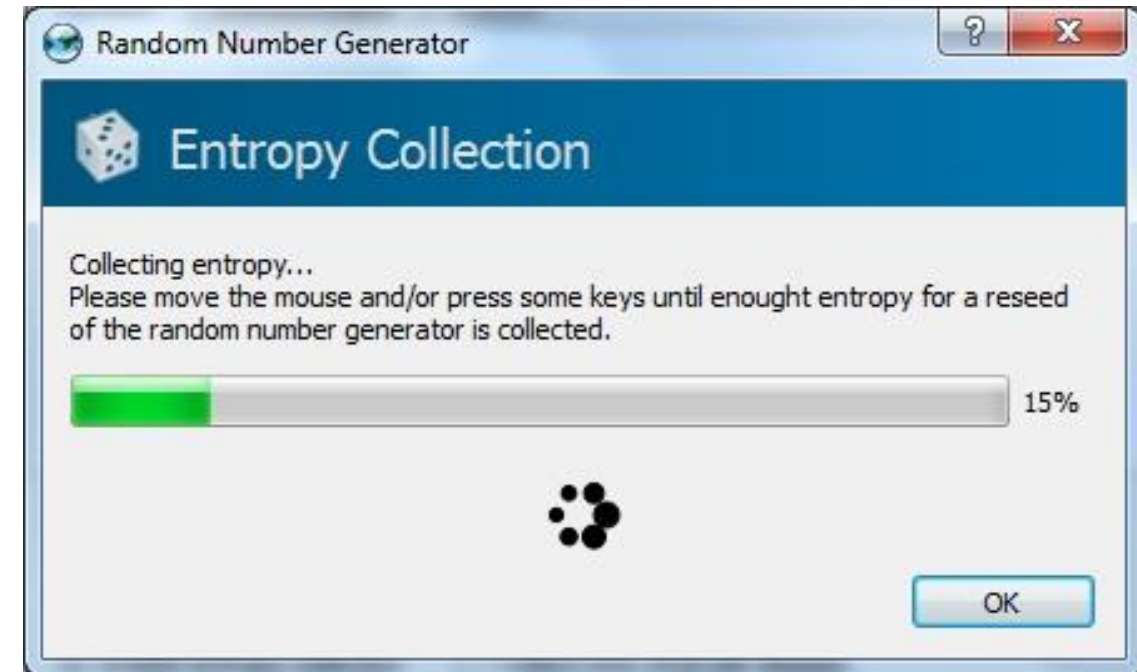 Random Number Generator
?
Entropy Collection
Collecting entropy...
Please move the mouse and/or press some keys until enought entropy for a reseed
of the random number generator is collected.
15%
OK